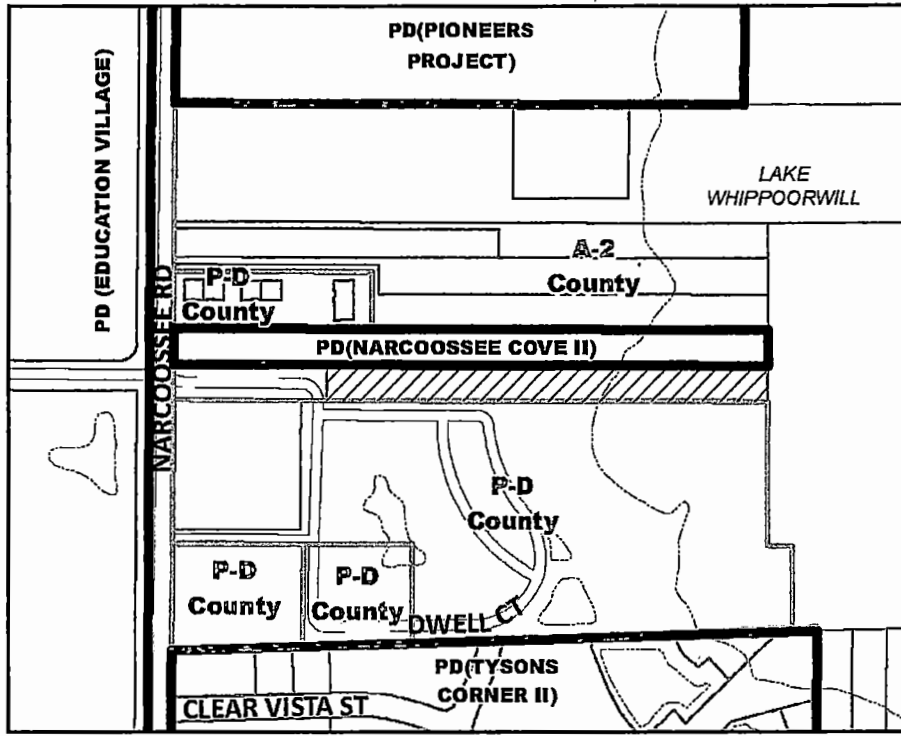 PD(PIONEERS
PROJECT)
PD (EDUCATION VILLAGE)
LAKE
WHIPPOORWILL
A-2
County
P-D
County
NARCOOSSEE RD
PD(NARCOOSSEE COVE II)
P-D
County
P-D
County
P-D
County
DWELL CT
PD(TYSONS
CORNER II)
CLEAR VISTA ST